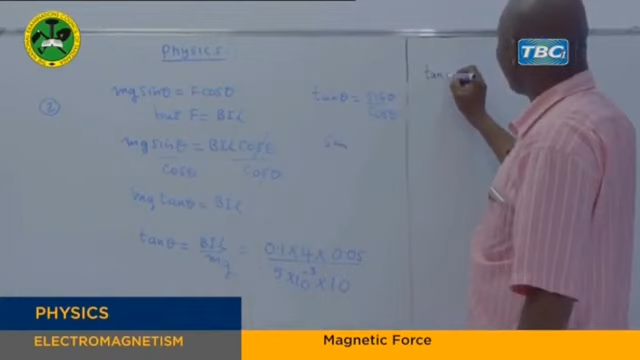 TBC1
Physics
② mg sinθ = F cosθ
but F = BIL
mg sinθ = BIL cosθ
cosθ cosθ
mg tanθ = BIL
tanθ = BIL = 0.1 × 4 × 0.05
mg 5 × 10⁻³ × 10
tanθ = sinθ
cosθ
tan
PHYSICS
ELECTROMAGNETISM
Magnetic Force